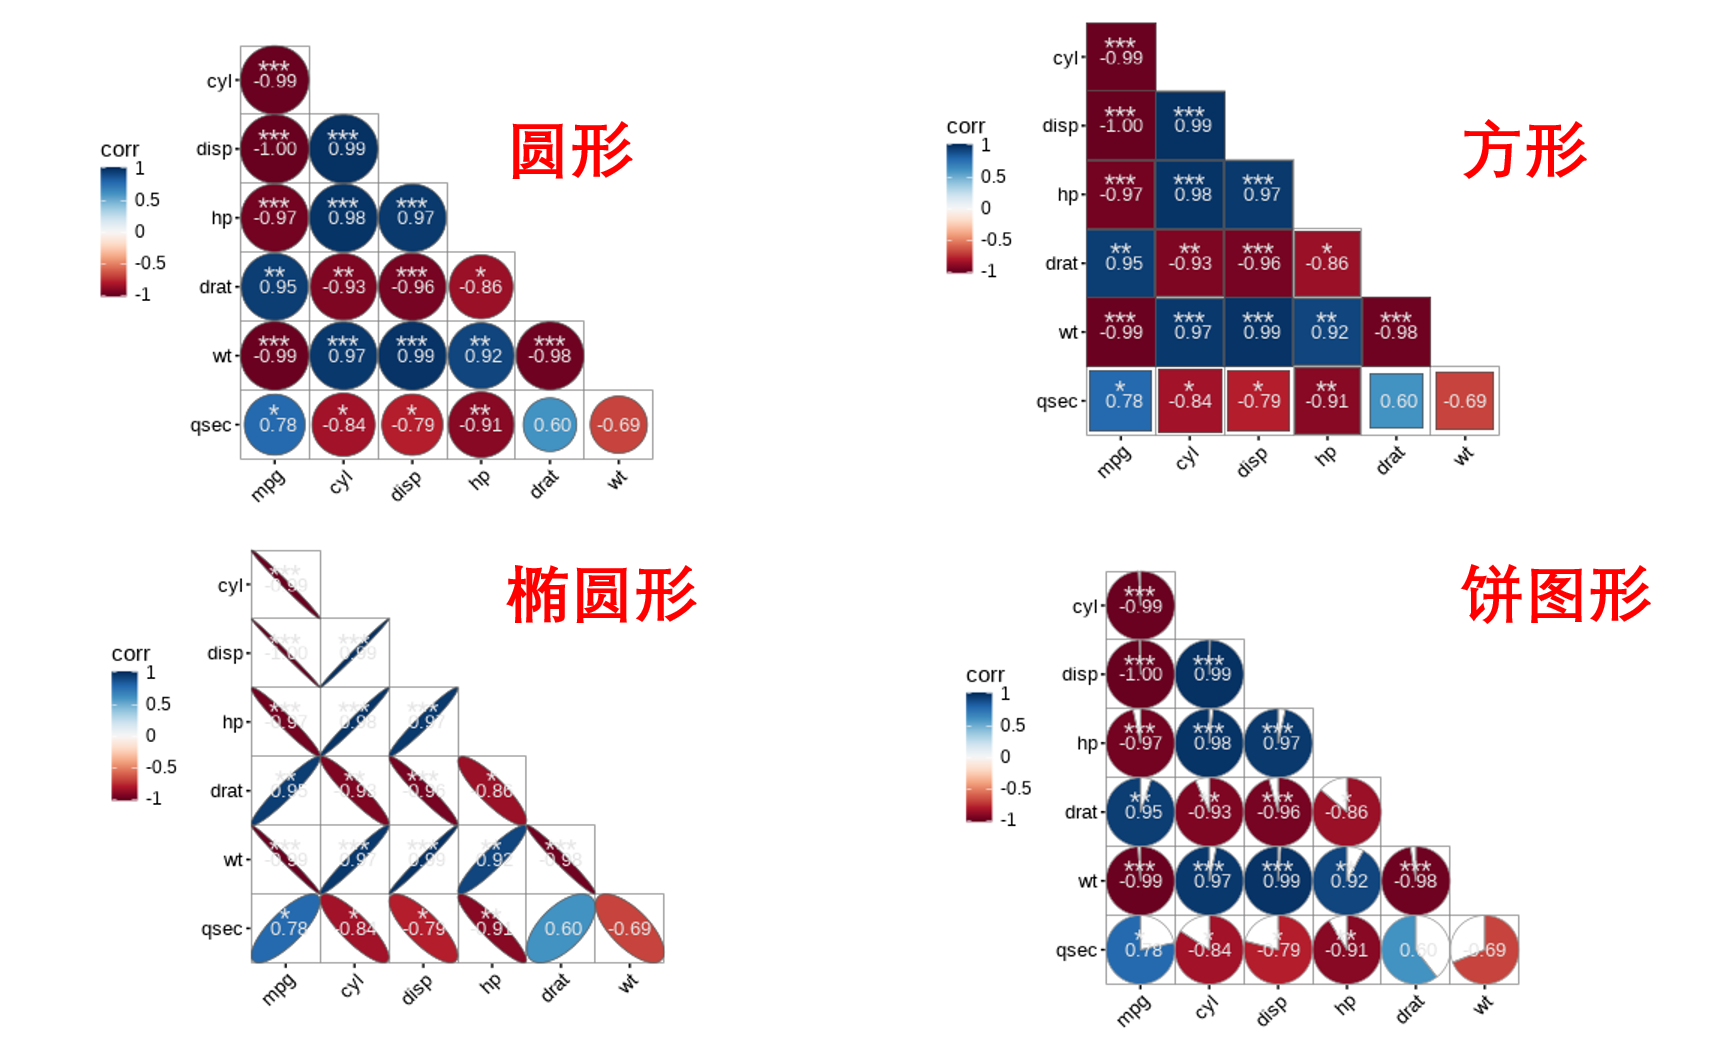 圆形
corr
1
0.5
0
-0.5
-1
cyl *** -0.99
disp *** -1.00 *** 0.99
hp *** -0.97 *** 0.98 *** 0.97
drat ** 0.95 ** -0.93 *** -0.96 * -0.86
wt *** -0.99 *** 0.97 *** 0.99 ** 0.92 *** -0.98
qsec * 0.78 * -0.84 * -0.79 ** -0.91 0.60 -0.69
mpg cyl disp hp drat wt
方形
corr
1
0.5
0
-0.5
-1
cyl *** -0.99
disp *** -1.00 *** 0.99
hp *** -0.97 *** 0.98 *** 0.97
drat ** 0.95 ** -0.93 *** -0.96 * -0.86
wt *** -0.99 *** 0.97 *** 0.99 ** 0.92 *** -0.98
qsec * 0.78 * -0.84 * -0.79 ** -0.91 0.60 -0.69
mpg cyl disp hp drat wt
椭圆形
corr
1
0.5
0
-0.5
-1
cyl *** -0.99
disp *** -1.00 *** 0.99
hp *** -0.97 *** 0.98 *** 0.97
drat ** 0.95 ** -0.93 *** -0.96 * -0.86
wt *** -0.99 *** 0.97 *** 0.99 ** 0.92 *** -0.98
qsec * 0.78 * -0.84 * -0.79 ** -0.91 0.60 -0.69
mpg cyl disp hp drat wt
饼图形
corr
1
0.5
0
-0.5
-1
cyl *** -0.99
disp *** -1.00 *** 0.99
hp *** -0.97 *** 0.98 *** 0.97
drat ** 0.95 ** -0.93 *** -0.96 * -0.86
wt *** -0.99 *** 0.97 *** 0.99 ** 0.92 *** -0.98
qsec * 0.78 * -0.84 * -0.79 ** -0.91 0.60 -0.69
mpg cyl disp hp drat wt